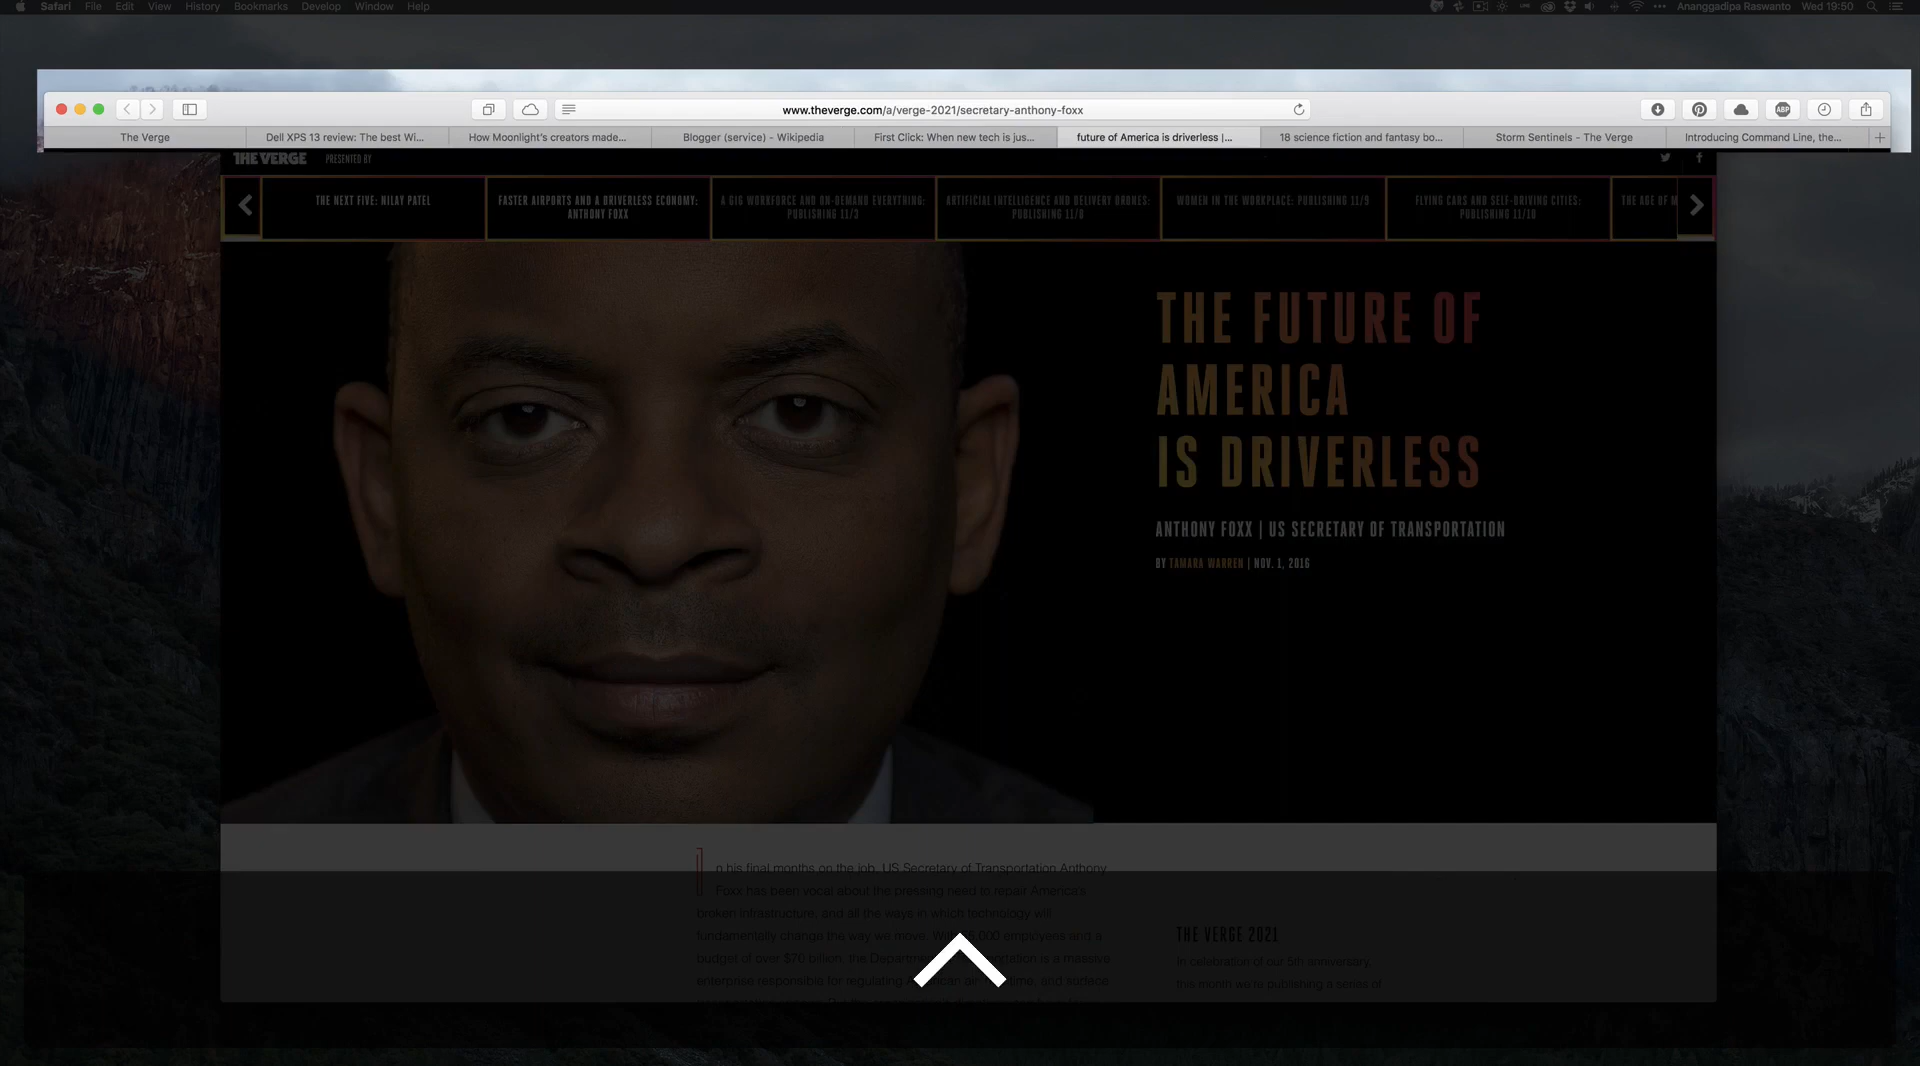 Safari File Edit View History Bookmarks Develop Window Help
Ananggadipa Raswanto Wed 19:50
www.theverge.com/a/verge-2021/secretary-anthony-foxx
ABP
The Verge
Dell XPS 13 review: The best Wi...
How Moonlight's creators made...
Blogger (service) - Wikipedia
First Click: When new tech is jus...
future of America is driverless |...
18 science fiction and fantasy bo...
Storm Sentinels - The Verge
Introducing Command Line, the...
THE VERGE PRESENTED BY
THE NEXT FIVE: NILAY PATEL
FASTER AIRPORTS AND A DRIVERLESS ECONOMY:
ANTHONY FOXX
A GIG WORKFORCE AND ON-DEMAND EVERYTHING:
PUBLISHING 11/3
ARTIFICIAL INTELLIGENCE AND DELIVERY DRONES:
PUBLISHING 11/8
WOMEN IN THE WORKPLACE: PUBLISHING 11/9
FLYING CARS AND SELF-DRIVING CITIES:
PUBLISHING 11/10
THE AGE OF M
THE FUTURE OF
AMERICA
IS DRIVERLESS
ANTHONY FOXX | US SECRETARY OF TRANSPORTATION
BY TAMARA WARREN | NOV. 1, 2016
In his final months on the job, US Secretary of Transportation Anthony
Foxx has been vocal about the pressing need to repair America's
broken infrastructure, and all the ways in which technology will
fundamentally change the way we move. With 000 employees and a
budget of over $70 billion, the Depart portation is a massive
enterprise responsible for regulating time, and surface
THE VERGE 2021
In celebration of our 5th anniversary,
this month we're publishing a series of